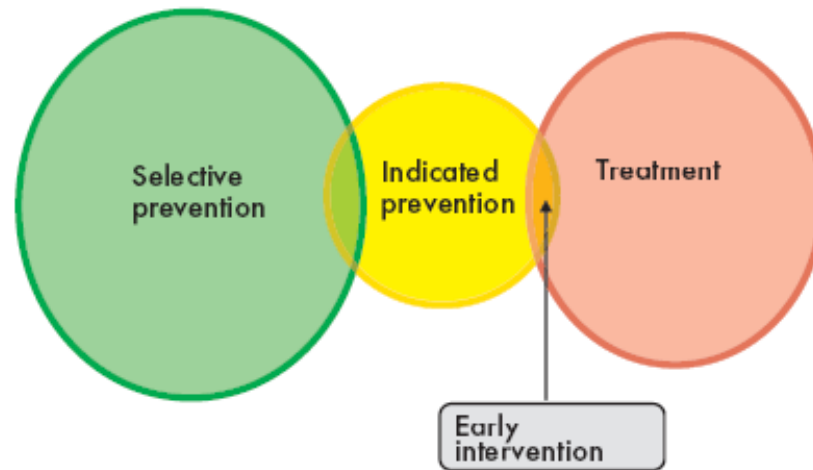 Selective
prevention
Indicated
prevention
Treatment
Early
intervention